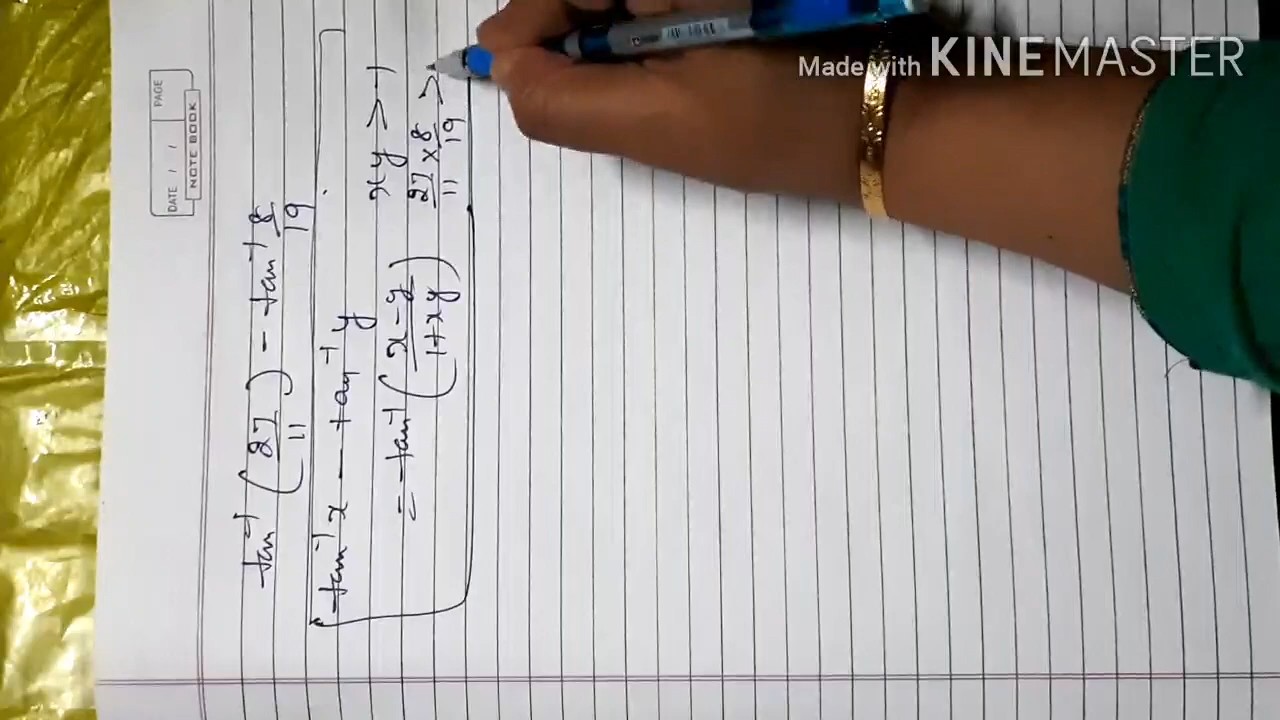 DATE / /
PAGE
NOTE BOOK
tan⁻¹(27/11) - tan⁻¹ 8/19
tan⁻¹x - tan⁻¹y
= tan⁻¹(x-y/1+xy) xy > -1
27/11 × 8/19 > -
Made with KINEMASTER